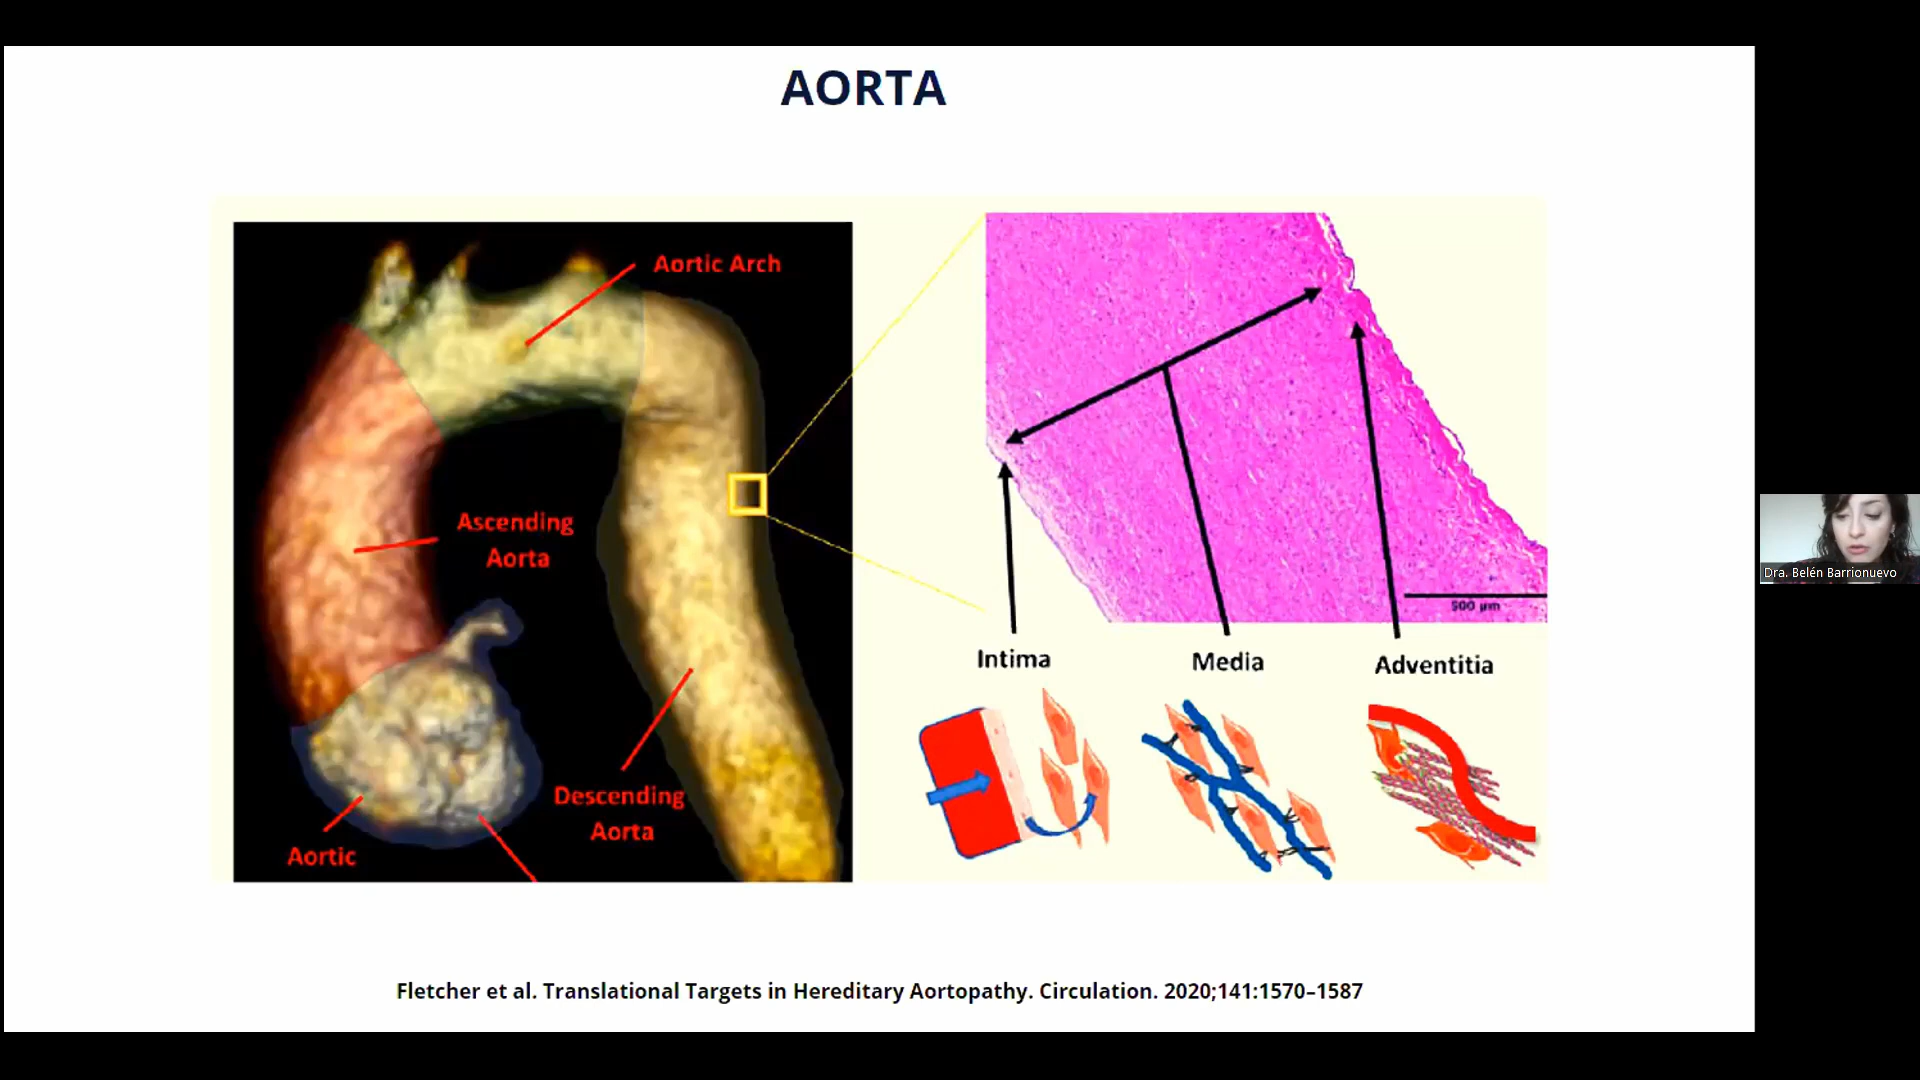 AORTA
Aortic Arch
Ascending
Aorta
Descending
Aorta
Aortic
500 µm
Intima
Media
Adventitia
Dra. Belén Barrionuevo
Fletcher et al. Translational Targets in Hereditary Aortopathy. Circulation. 2020;141:1570–1587